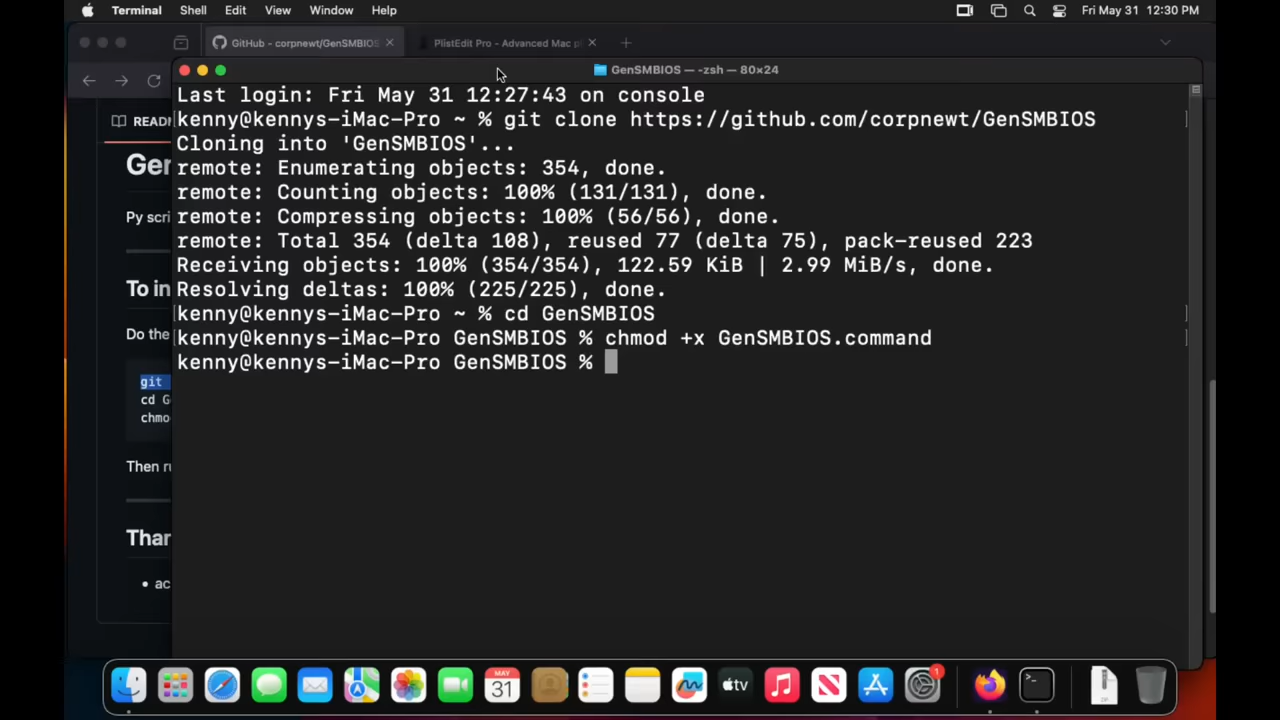 Terminal Shell Edit View Window Help Fri May 31 12:30 PM
GitHub - corpnewt/GenSMBIOS PlistEdit Pro - Advanced Mac p
GenSMBIOS — -zsh — 80×24
Last login: Fri May 31 12:27:43 on console
kenny@kennys-iMac-Pro ~ % git clone https://github.com/corpnewt/GenSMBIOS
Cloning into 'GenSMBIOS'...
remote: Enumerating objects: 354, done.
remote: Counting objects: 100% (131/131), done.
remote: Compressing objects: 100% (56/56), done.
remote: Total 354 (delta 108), reused 77 (delta 75), pack-reused 223
Receiving objects: 100% (354/354), 122.59 KiB | 2.99 MiB/s, done.
Resolving deltas: 100% (225/225), done.
kenny@kennys-iMac-Pro ~ % cd GenSMBIOS
kenny@kennys-iMac-Pro GenSMBIOS % chmod +x GenSMBIOS.command
kenny@kennys-iMac-Pro GenSMBIOS %
READM
Gen
Py scri
To in
Do the
git
cd G
chmo
Then ru
Than
• ac
MAY
31
tv
1